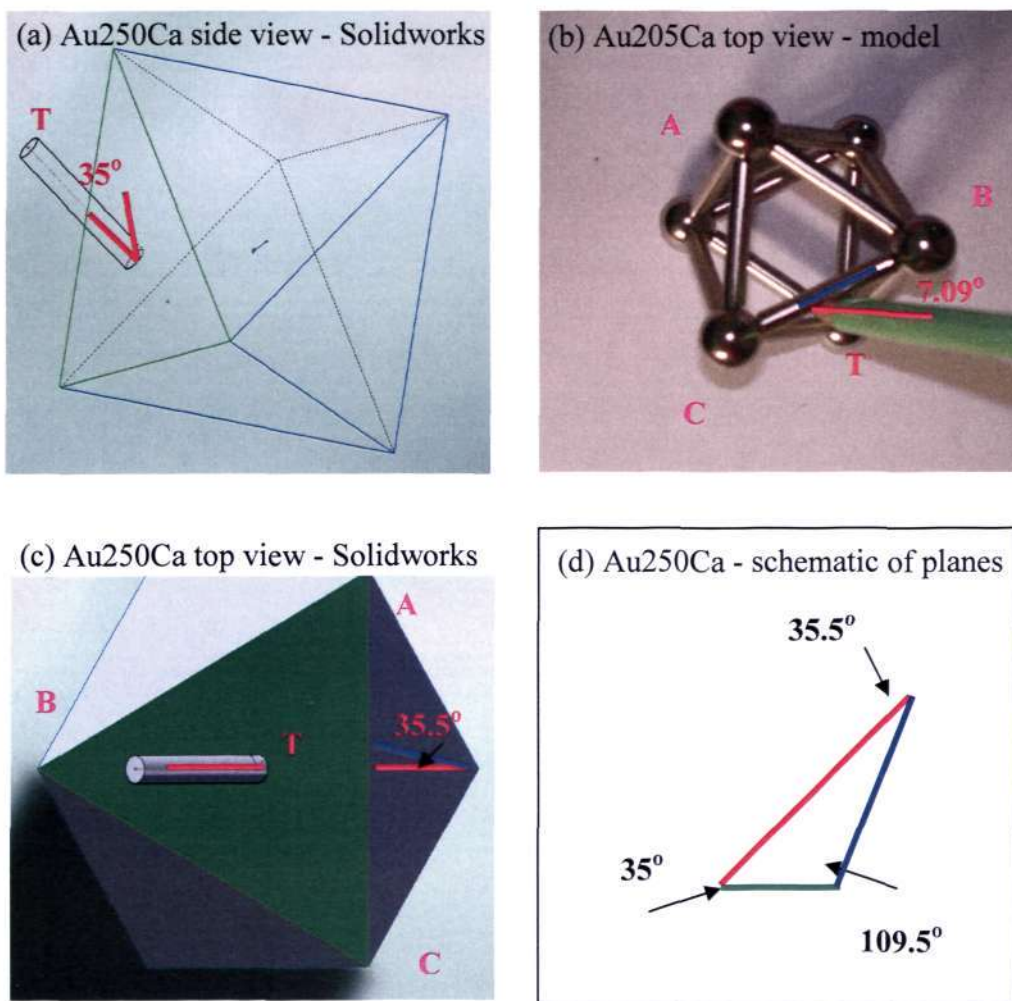 (a) Au250Ca side view - Solidworks
T
35°
(b) Au205Ca top view - model
A
B
7.09°
T
C
(c) Au250Ca top view - Solidworks
A
B
35.5°
T
C
(d) Au250Ca - schematic of planes
35.5°
35°
109.5°